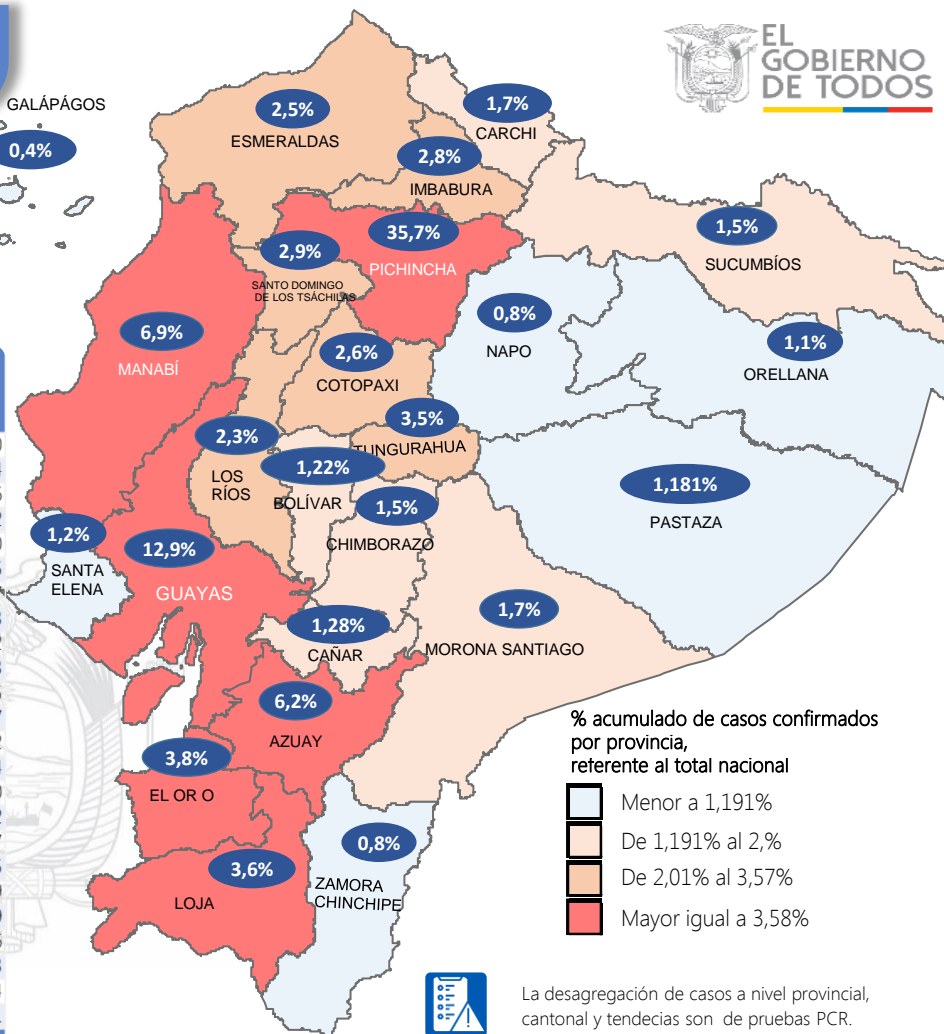 EL
GOBIERNO
DE TODOS
GALÁPÁGOS
0,4%
2,5%
ESMERALDAS
1,7%
CARCHI
2,8%
IMBABURA
1,5%
SUCUMBÍOS
35,7%
PICHINCHA
2,9%
SANTO DOMINGO
DE LOS TSÁCHILAS
6,9%
MANABÍ
0,8%
NAPO
1,1%
ORELLANA
2,6%
COTOPAXI
3,5%
TUNGURAHUA
2,3%
LOS
RÍOS
1,22%
BOLÍVAR
1,5%
CHIMBORAZO
1,181%
PASTAZA
1,2%
SANTA
ELENA
12,9%
GUAYAS
1,28%
CAÑAR
1,7%
MORONA SANTIAGO
6,2%
AZUAY
3,8%
EL OR O
3,6%
LOJA
0,8%
ZAMORA
CHINCHIPE
% acumulado de casos confirmados
por provincia,
referente al total nacional
Menor a 1,191%
De 1,191% al 2,%
De 2,01% al 3,57%
Mayor igual a 3,58%
La desagregación de casos a nivel provincial,
cantonal y tendecias son de pruebas PCR.